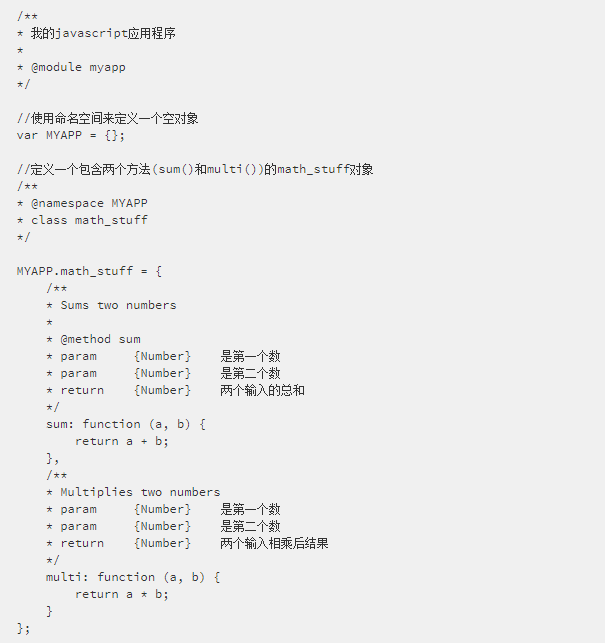 /**
* 我的javascript应用程序
*
* @module myapp
*/

//使用命名空间来定义一个空对象
var MYAPP = {};

//定义一个包含两个方法(sum()和multi())的math_stuff对象
/**
* @namespace MYAPP
* class math_stuff
*/

MYAPP.math_stuff = {
    /**
    * Sums two numbers
    *
    * @method sum
    * param     {Number}    是第一个数
    * param     {Number}    是第二个数
    * return    {Number}    两个输入的总和
    */
    sum: function (a, b) {
        return a + b;
    },
    /**
    * Multiplies two numbers
    * param     {Number}    是第一个数
    * param     {Number}    是第二个数
    * return    {Number}    两个输入相乘后结果
    */
    multi: function (a, b) {
        return a * b;
    }
};